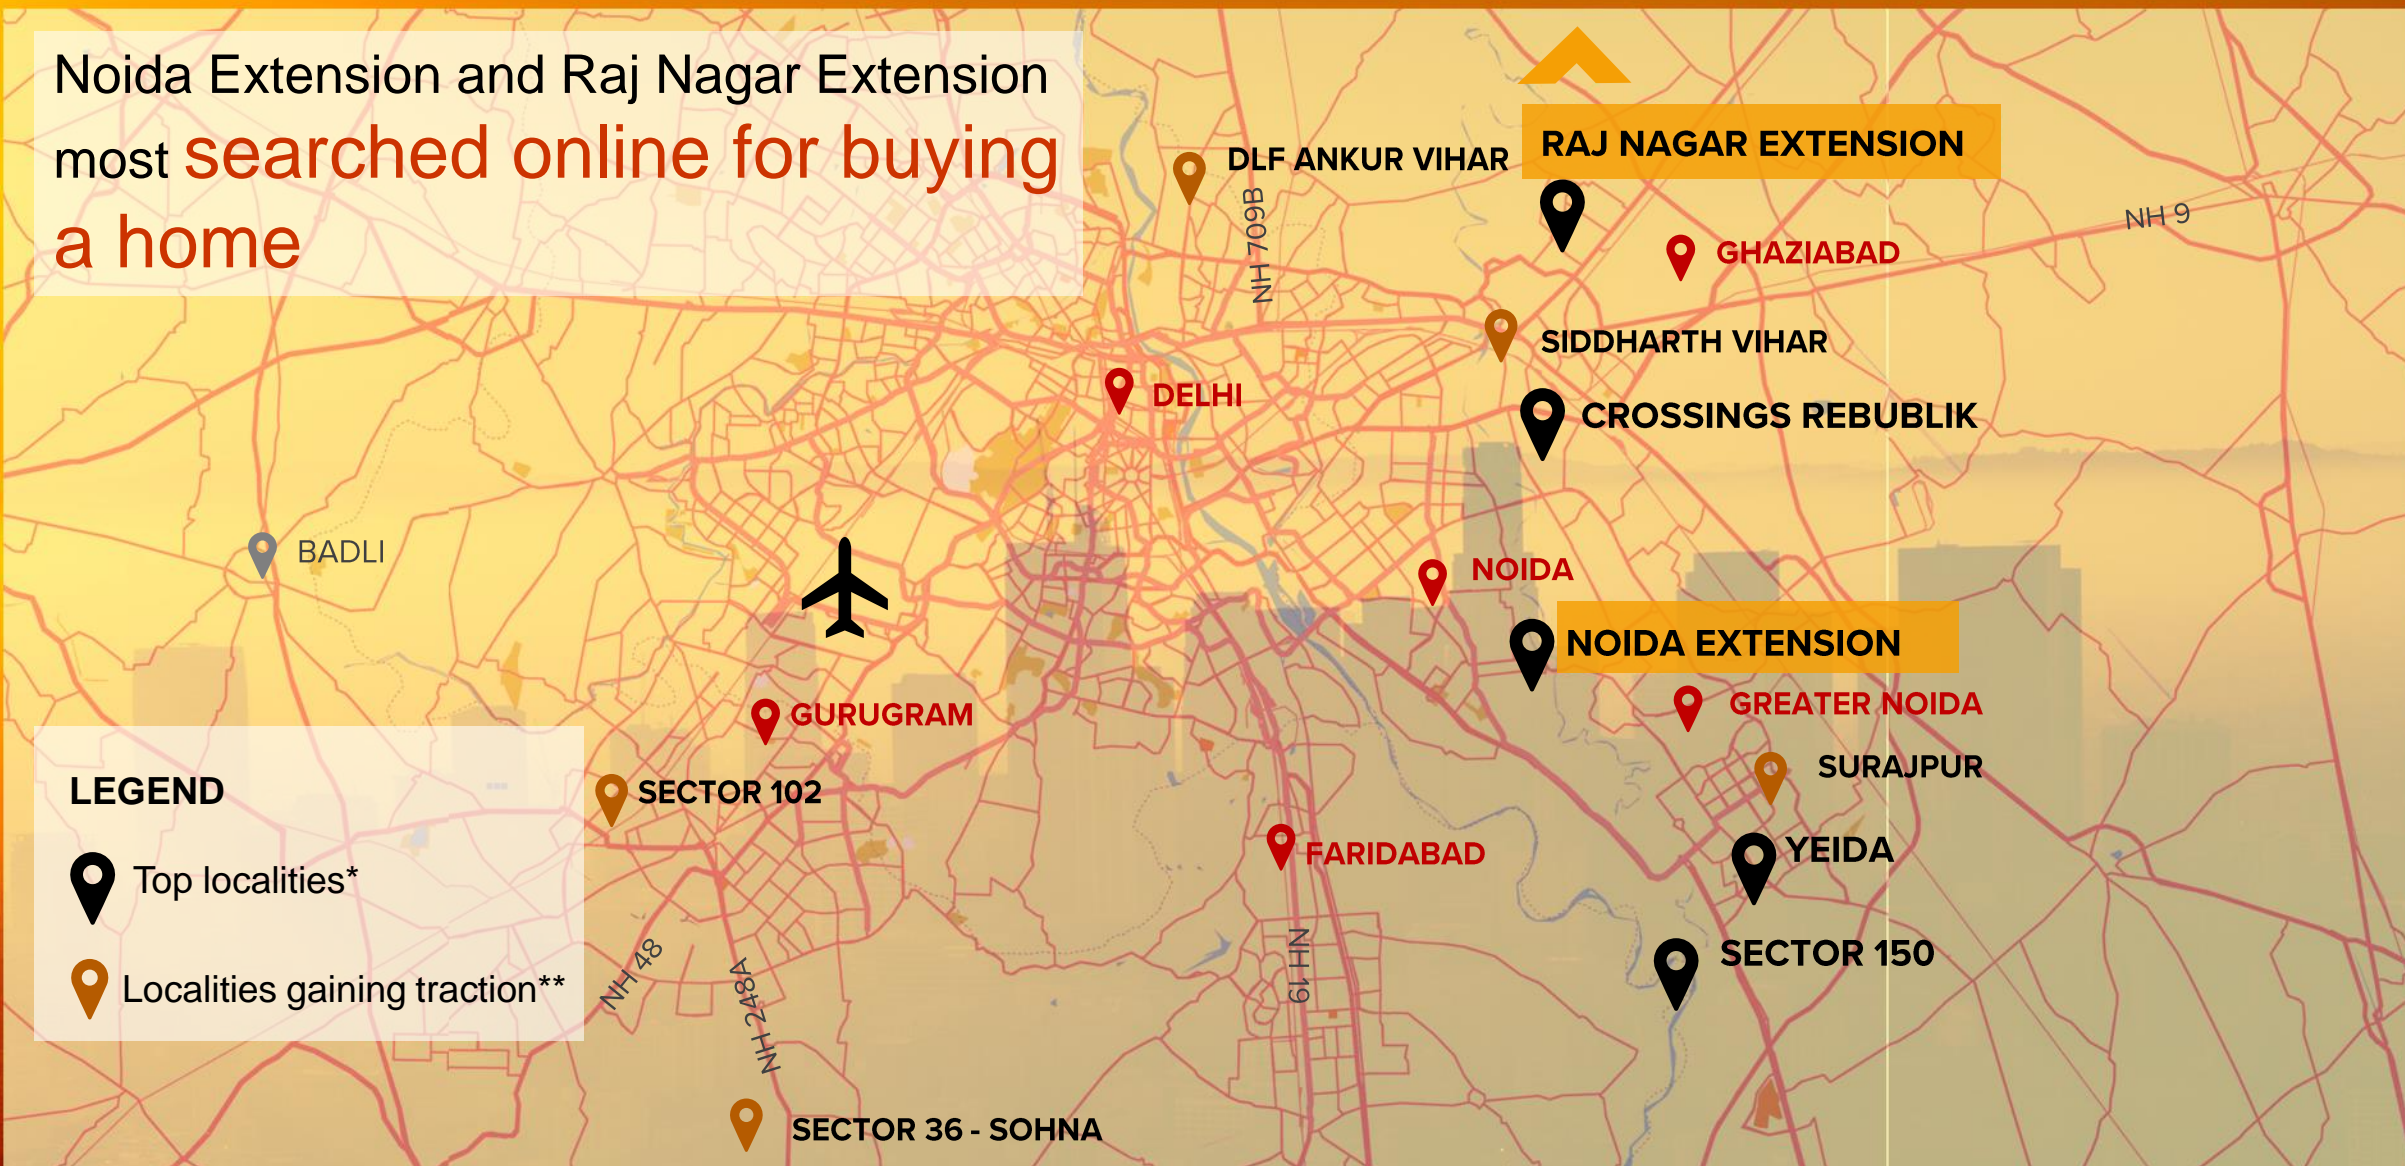 Noida Extension and Raj Nagar Extension
most searched online for buying
a home
RAJ NAGAR EXTENSION
DLF ANKUR VIHAR
NH 709B
NH 9
GHAZIABAD
SIDDHARTH VIHAR
DELHI
CROSSINGS REBUBLIK
BADLI
NOIDA
NOIDA EXTENSION
GREATER NOIDA
GURUGRAM
SURAJPUR
SECTOR 102
FARIDABAD
YEIDA
SECTOR 150
NH 48
NH 248A
NH 19
SECTOR 36 - SOHNA
LEGEND
Top localities*
Localities gaining traction**